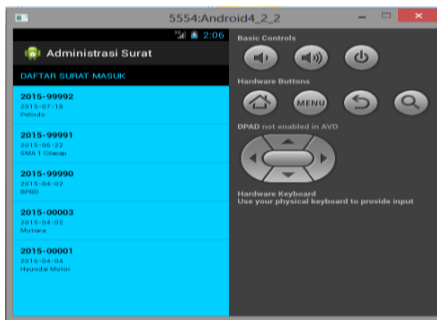 5554:Android4_2_2
2:06
Administrasi Surat
DAFTAR SURAT MASUK
2015-99992
2015-07-18
Pelindo
2015-99991
2015-06-22
SMA 1 Cilacap
2015-99990
2015-04-02
BPBD
2015-00003
2015-04-02
Mutiara
2015-00001
2016-04-04
Hyundai Motor
Basic Controls
Hardware Buttons
MENU
DPAD not enabled in AVD
Hardware Keyboard
Use your physical keyboard to provide input